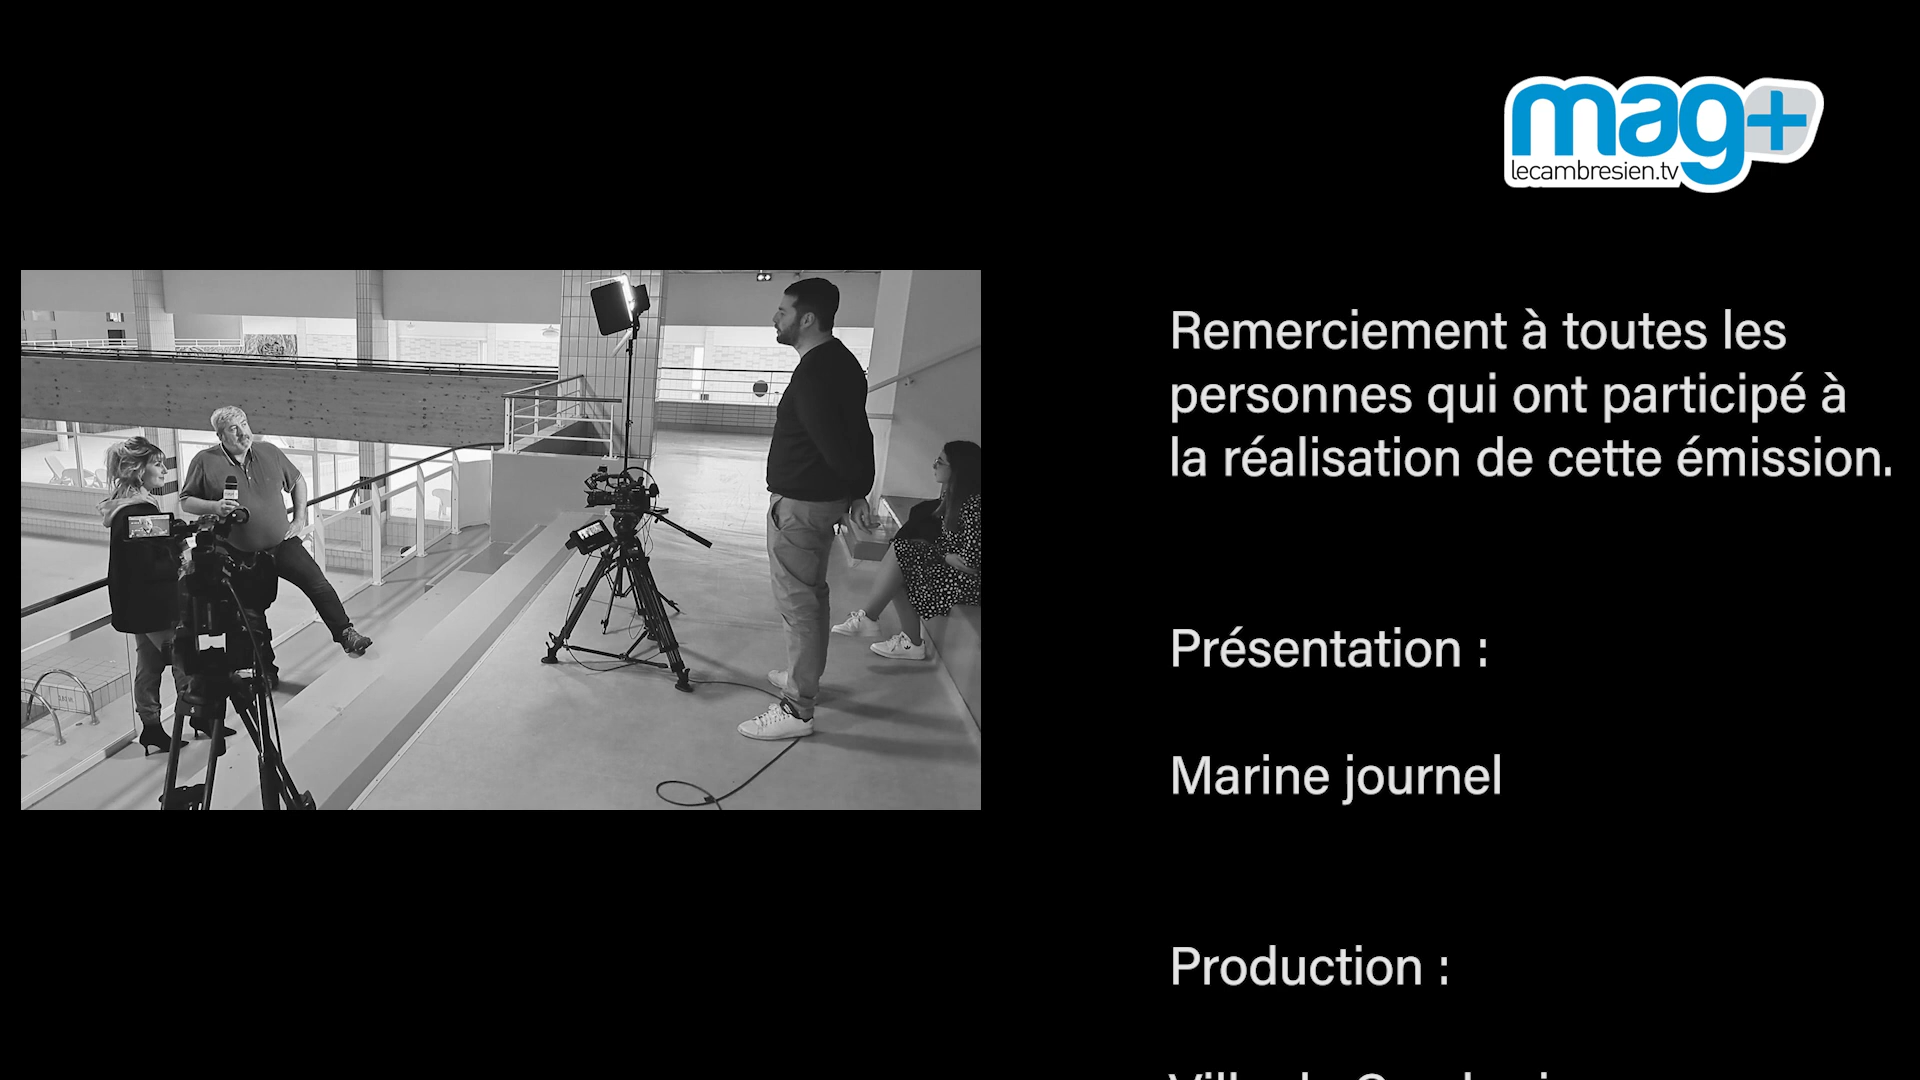 mag+
lecambresien.tv
Remerciement à toutes les
personnes qui ont participé à
la réalisation de cette émission.
Présentation :
Marine journel
Production :